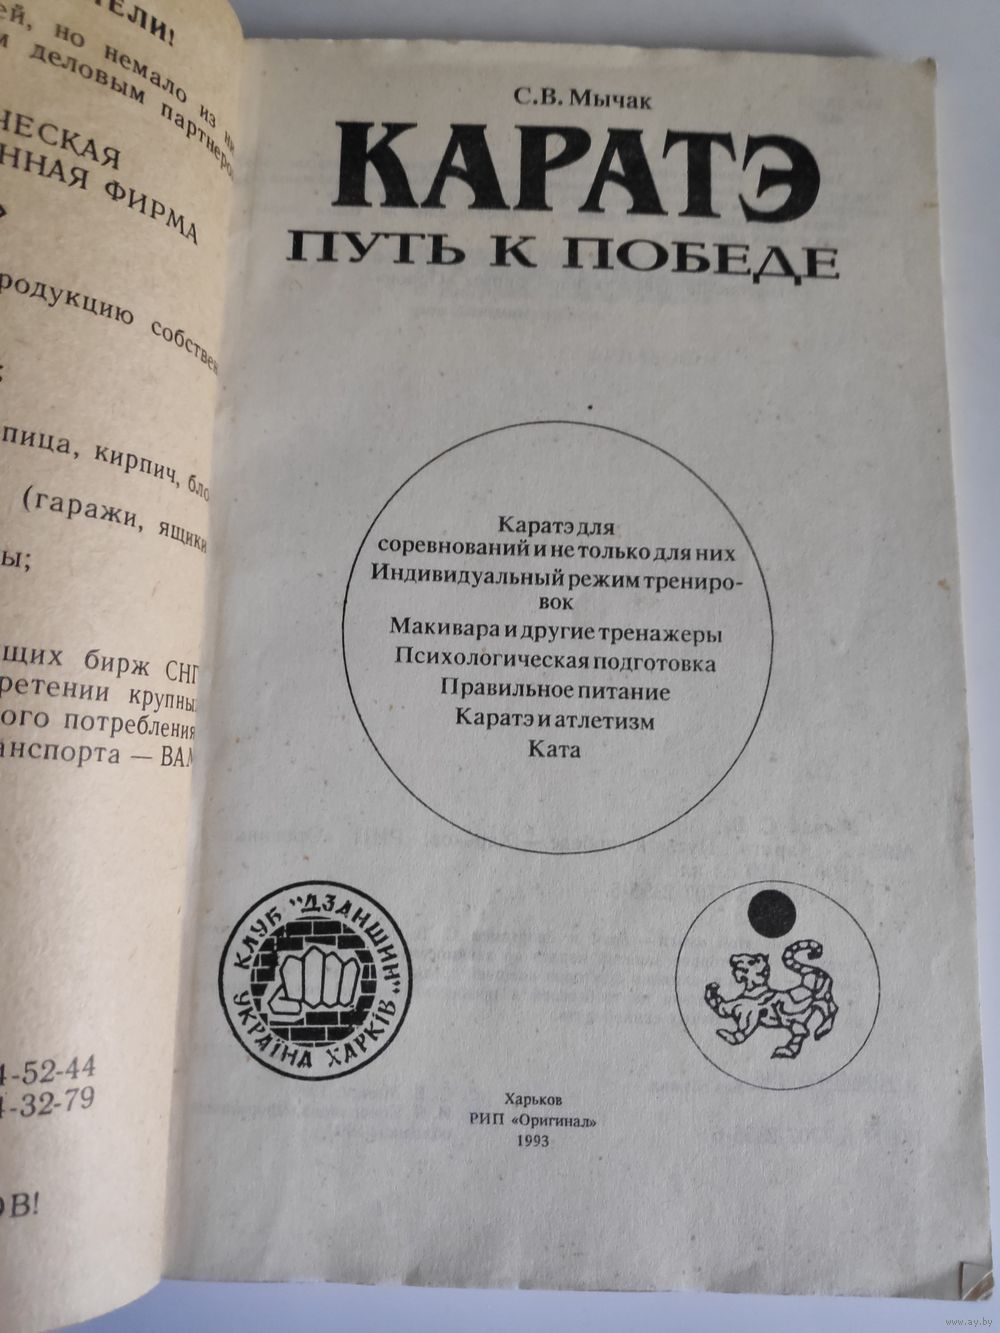 ЕЛИ!
ей, но немало из
м деловым партнеро
ЧЕСКАЯ
ННАЯ ФИРМА
родукцию собствен
пица, кирпич, бло
(гаражи, ящики
ы;
щих бирж СНГ
ретении крупны
ого потребления
анспорта — ВАМ
4-52-44
4-32-79
ОВ!
С.В. Мычак
КАРАТЭ
ПУТЬ К ПОБЕДЕ
Каратэ для
соревнований и не только для них
Индивидуальный режим трениро-
вок
Макивара и другие тренажеры
Психологическая подготовка
Правильное питание
Каратэ и атлетизм
Ката
КЛУБ "ДЗАНШИН"
УКРАЇНА ХАРКІВ
Харьков
РИП «Оригинал»
1993
www.ay.by